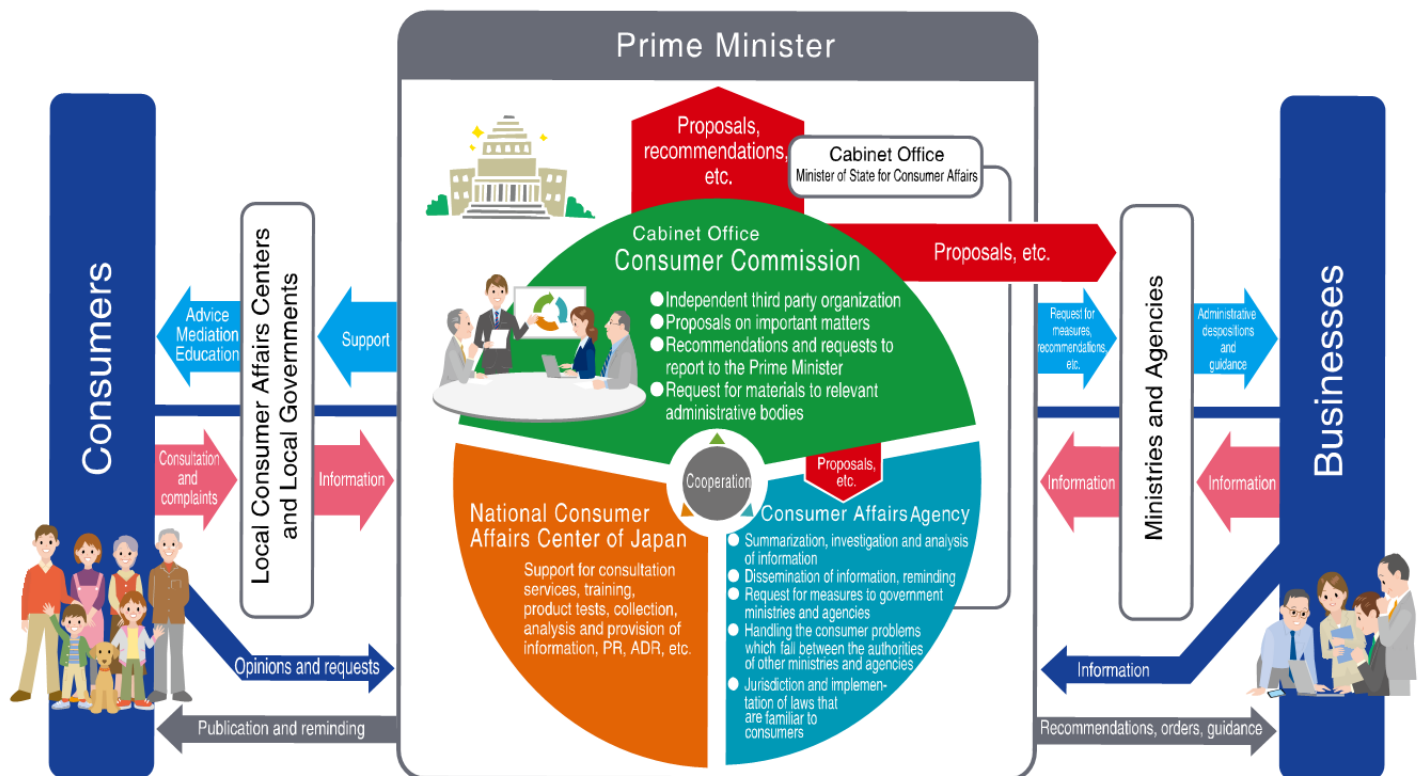 Prime Minister
Proposals,
recommendations,
etc.
Cabinet Office
Minister of State for Consumer Affairs
Cabinet Office
Consumer Commission
Independent third party organization
Proposals on important matters
Recommendations and requests to
report to the Prime Minister
Request for materials to relevant
administrative bodies
Proposals, etc.
Consumers
Local Consumer Affairs Centers
and Local Governments
Advice
Mediation
Education
Support
Consultation
and
complaints
Information
Opinions and requests
Publication and reminding
Cooperation
Proposals,
etc.
National Consumer
Affairs Center of Japan
Support for consultation
services, training,
product tests, collection,
analysis and provision of
information, PR, ADR, etc.
Consumer Affairs Agency
Summarization, investigation and analysis
of information
Dissemination of information, reminding
Request for measures to government
ministries and agencies
Handling the consumer problems
which fall between the authorities
of other ministries and agencies
Jurisdiction and implemen-
tation of laws that
are familiar to
consumers
Request for
measures,
recommendations,
etc.
Ministries and Agencies
Administrative
despositions
and
guidance
Information
Information
Information
Recommendations, orders, guidance
Businesses